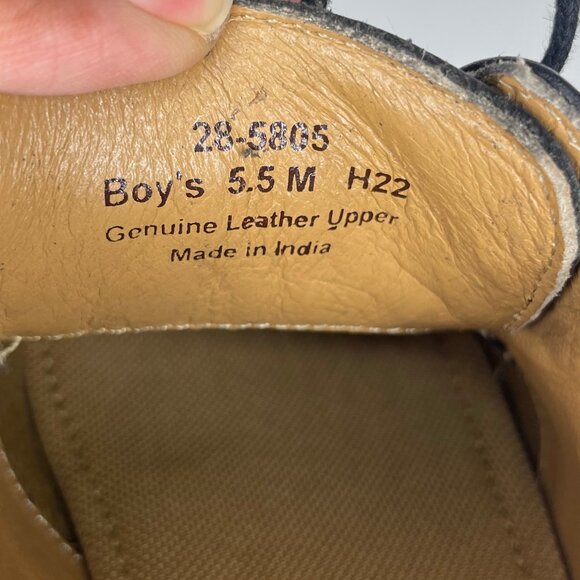 28-5805
Boy's 5.5 M H22
Genuine Leather Upper
Made in India